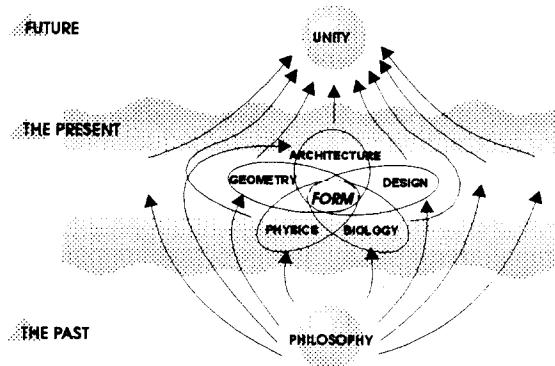 FUTURE
UNITY
THE PRESENT
ARCHITECTURE
GEOMETRY
DESIGN
FORM
PHYSICS
BIOLOGY
THE PAST
PHILOSOPHY